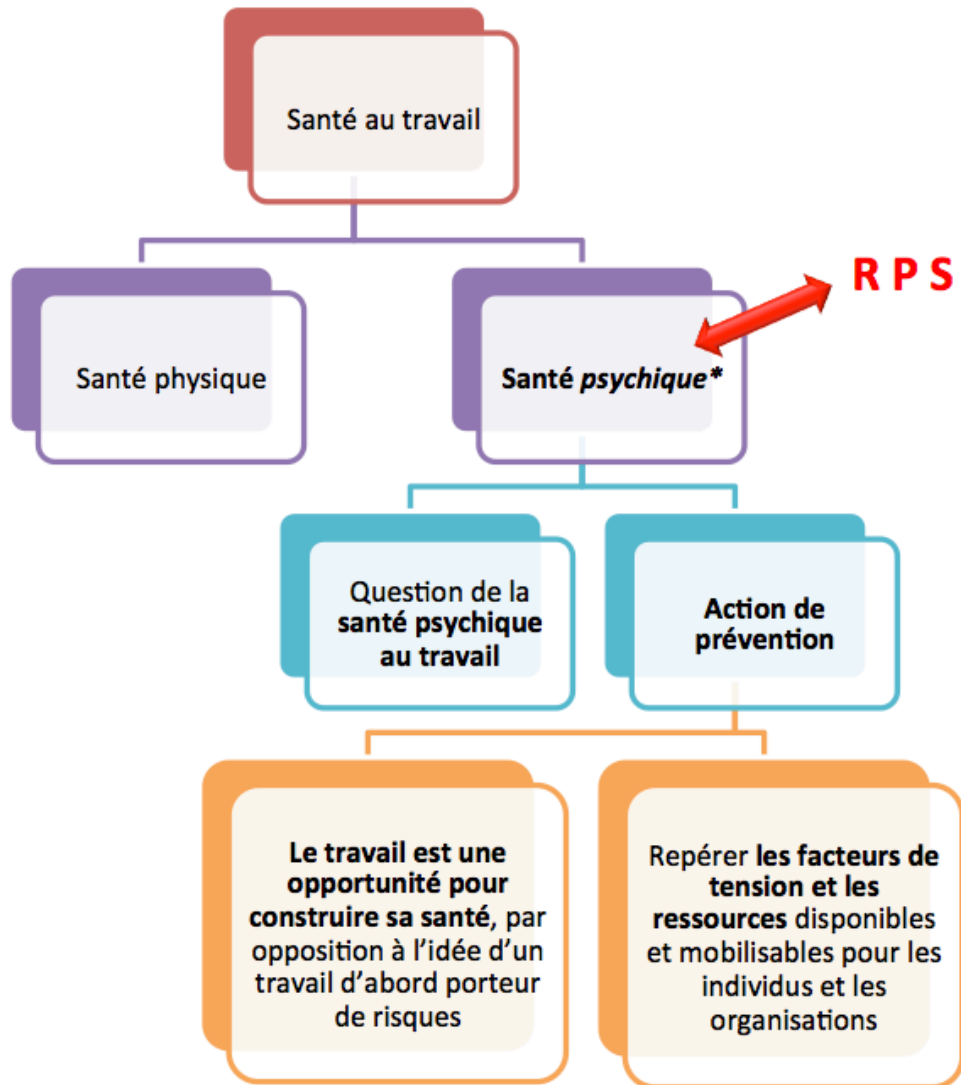 Santé au travail
R P S
Santé physique
Santé psychique*
Question de la
santé psychique
au travail
Action de
prévention
Le travail est une
opportunité pour
construire sa santé, par
opposition à l'idée d'un
travail d'abord porteur
de risques
Repérer les facteurs de
tension et les
ressources disponibles
et mobilisables pour les
individus et les
organisations